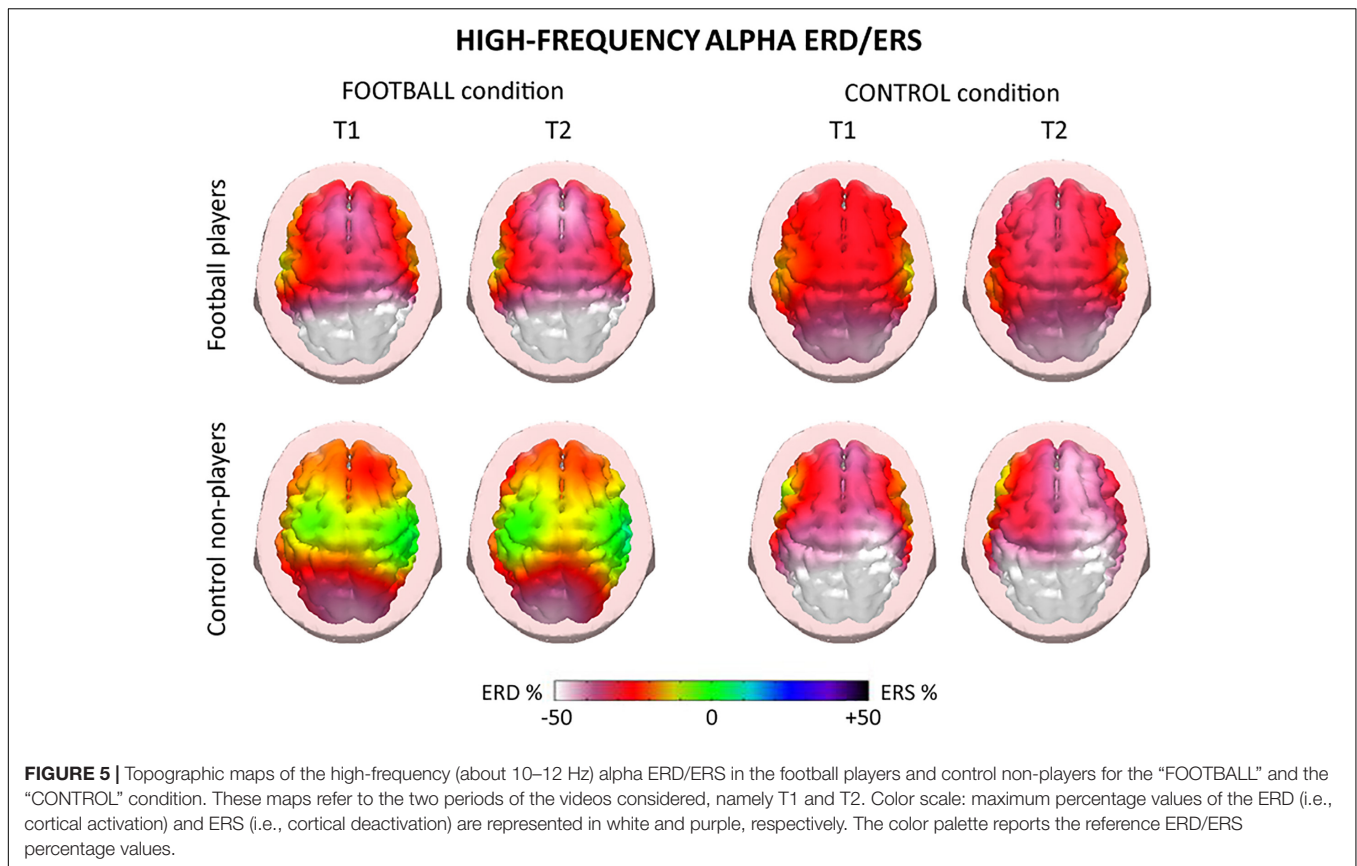 HIGH-FREQUENCY ALPHA ERD/ERS
FOOTBALL condition
CONTROL condition
T1
T2
T1
T2
Football players
Control non-players
ERD %
ERS %
-50
0
+50
FIGURE 5 | Topographic maps of the high-frequency (about 10–12 Hz) alpha ERD/ERS in the football players and control non-players for the “FOOTBALL” and the
“CONTROL” condition. These maps refer to the two periods of the videos considered, namely T1 and T2. Color scale: maximum percentage values of the ERD (i.e.,
cortical activation) and ERS (i.e., cortical deactivation) are represented in white and purple, respectively. The color palette reports the reference ERD/ERS
percentage values.